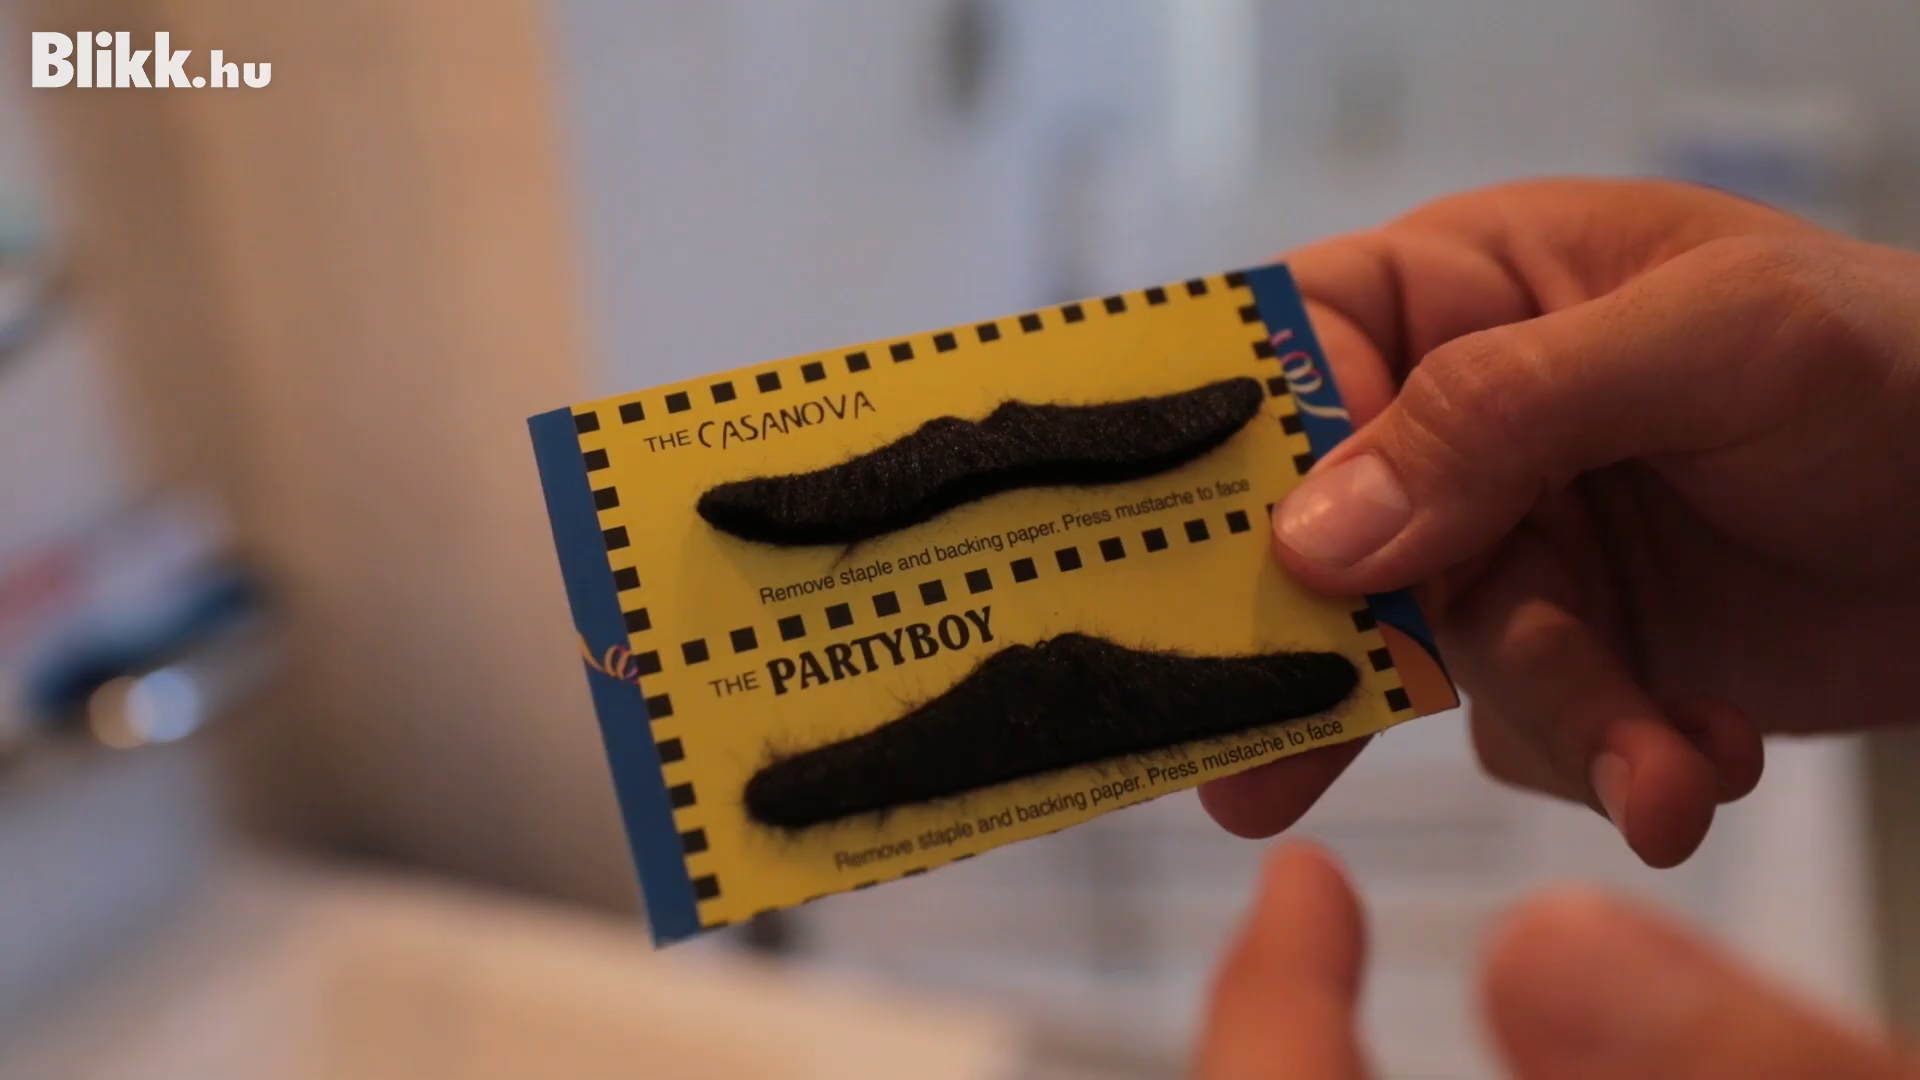 Blikk.hu
THE CASANOVA
Remove staple and backing paper. Press mustache to face
THE PARTYBOY
Remove staple and backing paper. Press mustache to face